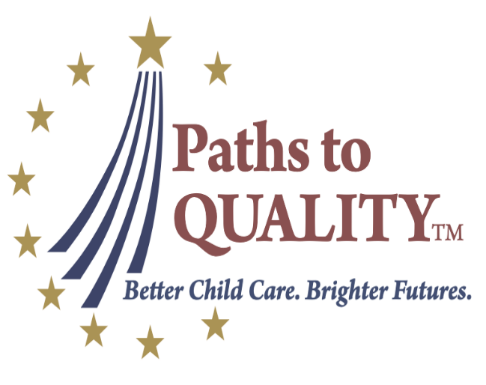 Paths to
QUALITY™
Better Child Care. Brighter Futures.